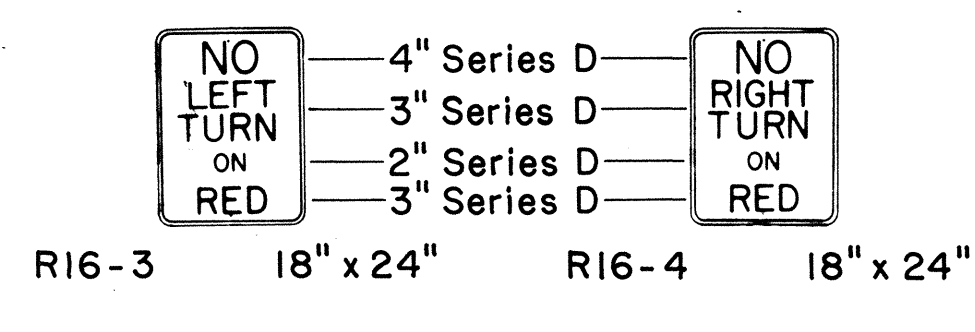 NO
LEFT
TURN
ON
RED
4" Series D
3" Series D
2" Series D
3" Series D
NO
RIGHT
TURN
ON
RED
R16-3 18" x 24" R16-4 18" x 24"